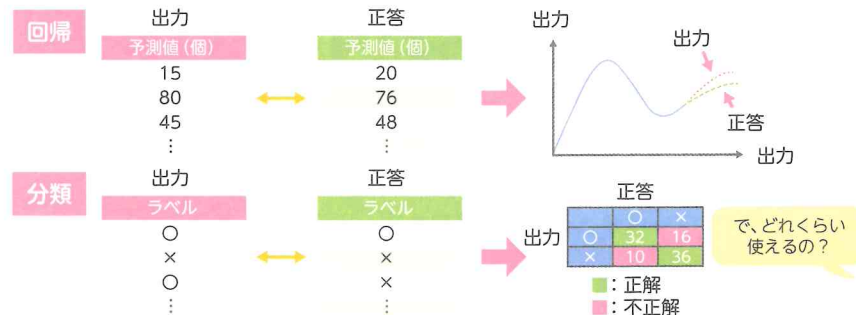 回帰
出力
正答
予測値(個)
予測値(個)
15
20
80
76
45
48
⋮
⋮
出力
出力
正答
出力
分類
出力
正答
ラベル
ラベル
○
○
×
×
○
×
⋮
⋮
正答
出力
○ ×
○ 32 16
× 10 36
■:正解
■:不正解
で、どれくらい
使えるの?